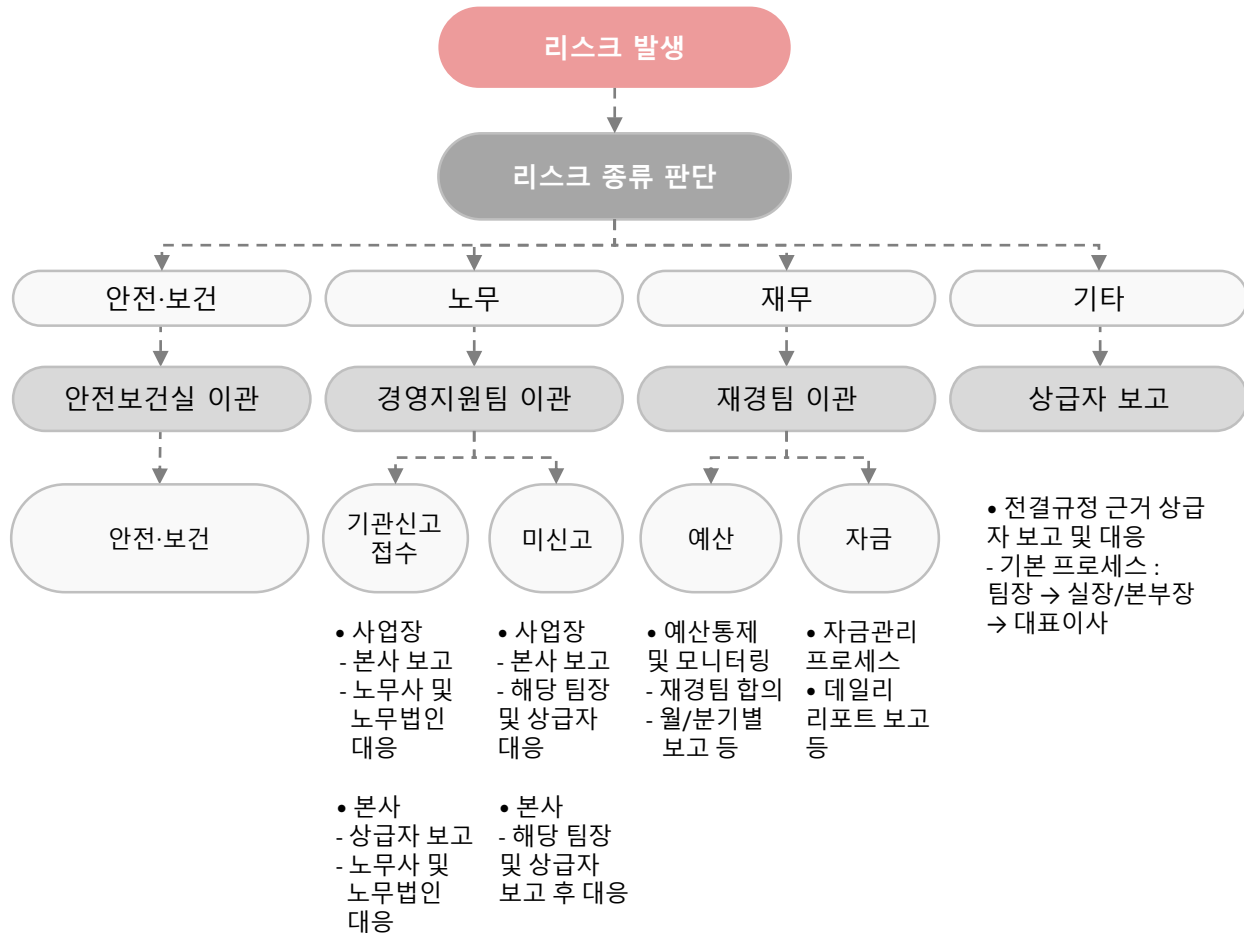 리스크 발생
리스크 종류 판단
안전·보건
노무
재무
기타
안전보건실 이관
경영지원팀 이관
재경팀 이관
상급자 보고
안전·보건
기관신고
접수
미신고
예산
자금
• 전결규정 근거 상급
자 보고 및 대응
- 기본 프로세스 :
팀장 → 실장/본부장
→ 대표이사
• 사업장
- 본사 보고
- 노무사 및
노무법인
대응
• 본사
- 상급자 보고
- 노무사 및
노무법인
대응
• 사업장
- 본사 보고
- 해당 팀장
및 상급자
대응
• 본사
- 해당 팀장
및 상급자
보고 후 대응
• 예산통제
및 모니터링
- 재경팀 합의
- 월/분기별
보고 등
• 자금관리
프로세스
• 데일리
리포트 보고
등